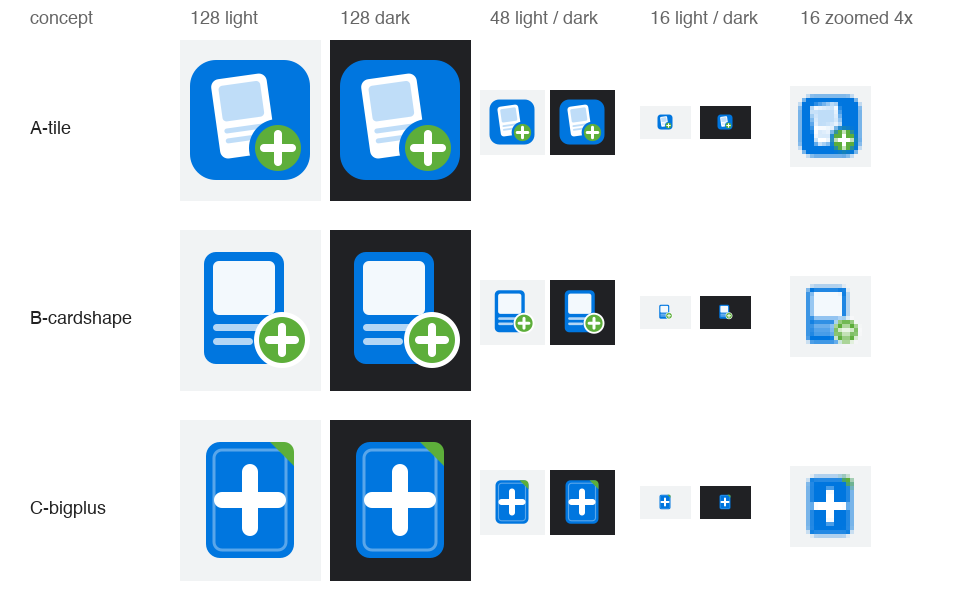 concept 128 light 128 dark 48 light / dark 16 light / dark 16 zoomed 4x
A-tile
B-cardshape
C-bigplus